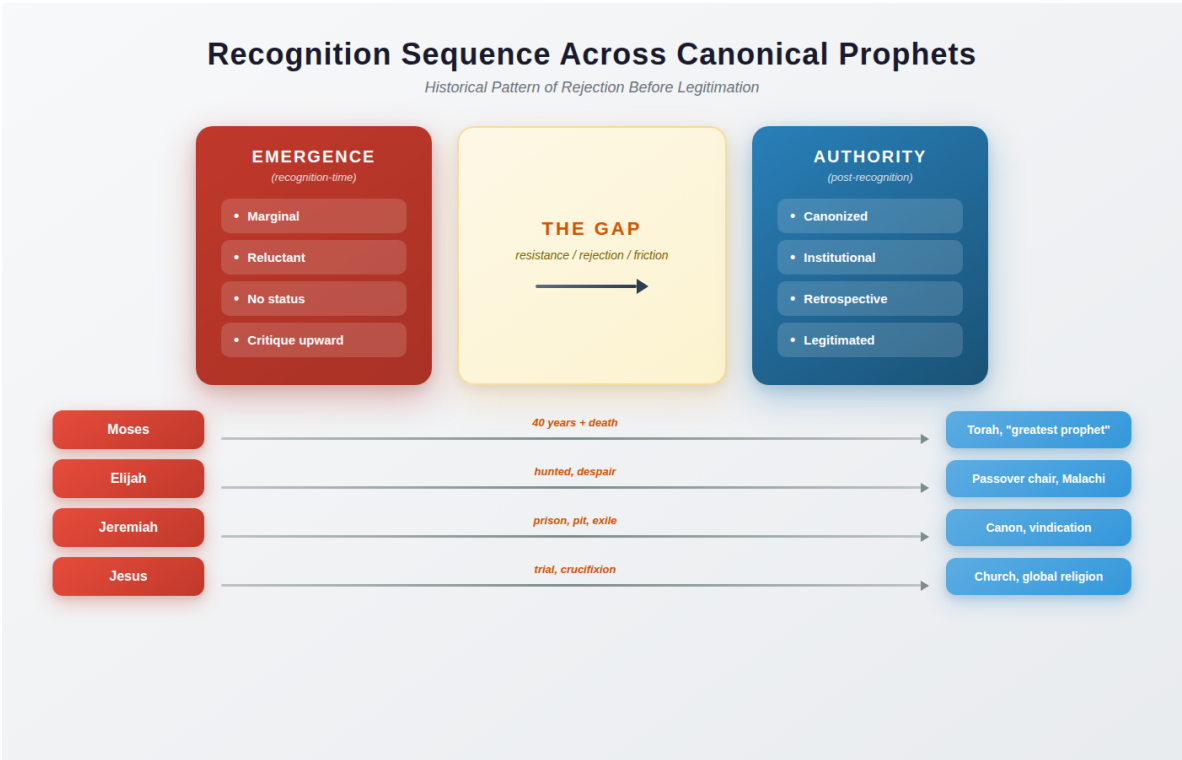 Recognition Sequence Across Canonical Prophets
Historical Pattern of Rejection Before Legitimation
EMERGENCE
(recognition-time)
• Marginal
• Reluctant
• No status
• Critique upward
THE GAP
resistance / rejection / friction
AUTHORITY
(post-recognition)
• Canonized
• Institutional
• Retrospective
• Legitimated
Moses
40 years + death
Torah, "greatest prophet"
Elijah
hunted, despair
Passover chair, Malachi
Jeremiah
prison, pit, exile
Canon, vindication
Jesus
trial, crucifixion
Church, global religion